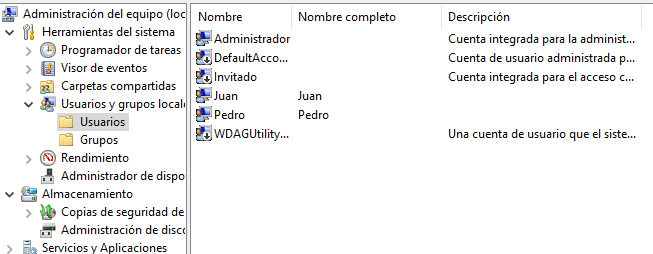 Administración del equipo (loc
Herramientas del sistema
Programador de tareas
Visor de eventos
Carpetas compartidas
Usuarios y grupos locale
Usuarios
Grupos
Rendimiento
Administrador de dispo
Almacenamiento
Copias de seguridad de
Administración de disco
Servicios y Aplicaciones
Nombre Nombre completo Descripción
Administrador Cuenta integrada para la administ...
DefaultAcco... Cuenta de usuario administrada p...
Invitado Cuenta integrada para el acceso c...
Juan Juan
Pedro Pedro
WDAGUtility... Una cuenta de usuario que el siste...